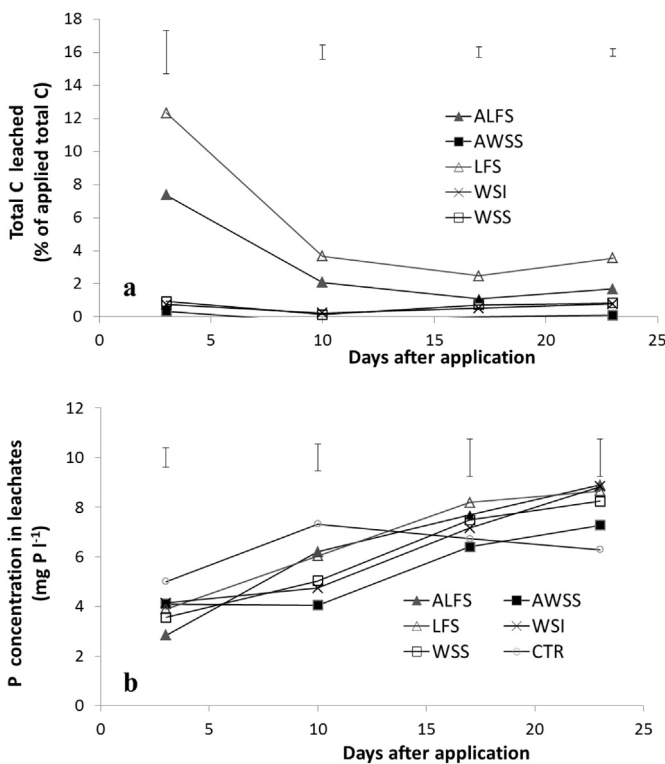 18
16
14
12
10
8
6
4
2
0
Total C leached
(% of applied total C)
ALFS
AWSS
LFS
WSI
WSS
a
0 5 10 15 20 25
Days after application
12
10
8
6
4
2
0
P concentration in leachates
(mg P l⁻¹)
ALFS AWSS
LFS WSI
WSS CTR
b
0 5 10 15 20 25
Days after application